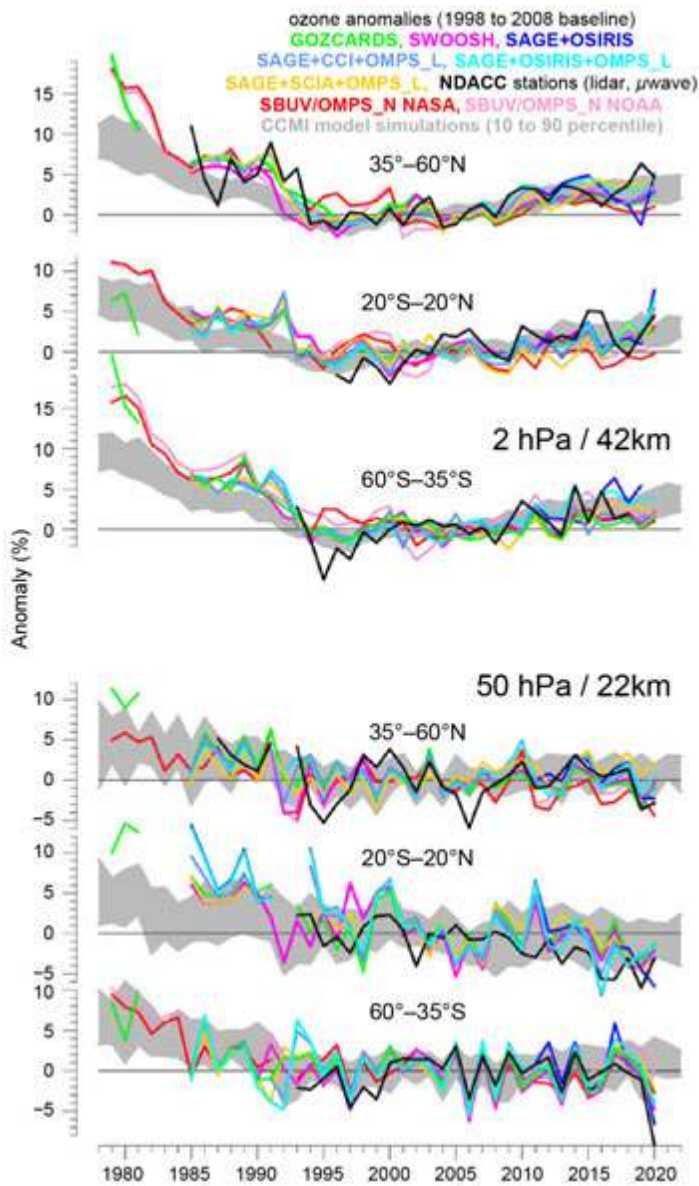 ozone anomalies (1998 to 2008 baseline)
GOZCARDS, SWOOSH, SAGE+OSIRIS
SAGE+CCI+OMPS_L, SAGE+OSIRIS+OMPS_L
SAGE+SCIA+OMPS_L, NDACC stations (lidar, µwave)
SBUV/OMPS_N NASA, SBUV/OMPS_N NOAA
CCMI model simulations (10 to 90 percentile)
35°–60°N
15
10
5
0
20°S–20°N
10
5
0
2 hPa / 42km
60°S–35°S
15
10
5
0
Anomaly (%)
50 hPa / 22km
35°–60°N
10
5
0
−5
20°S–20°N
10
5
0
−5
60°–35°S
10
5
0
−5
1980 1985 1990 1995 2000 2005 2010 2015 2020